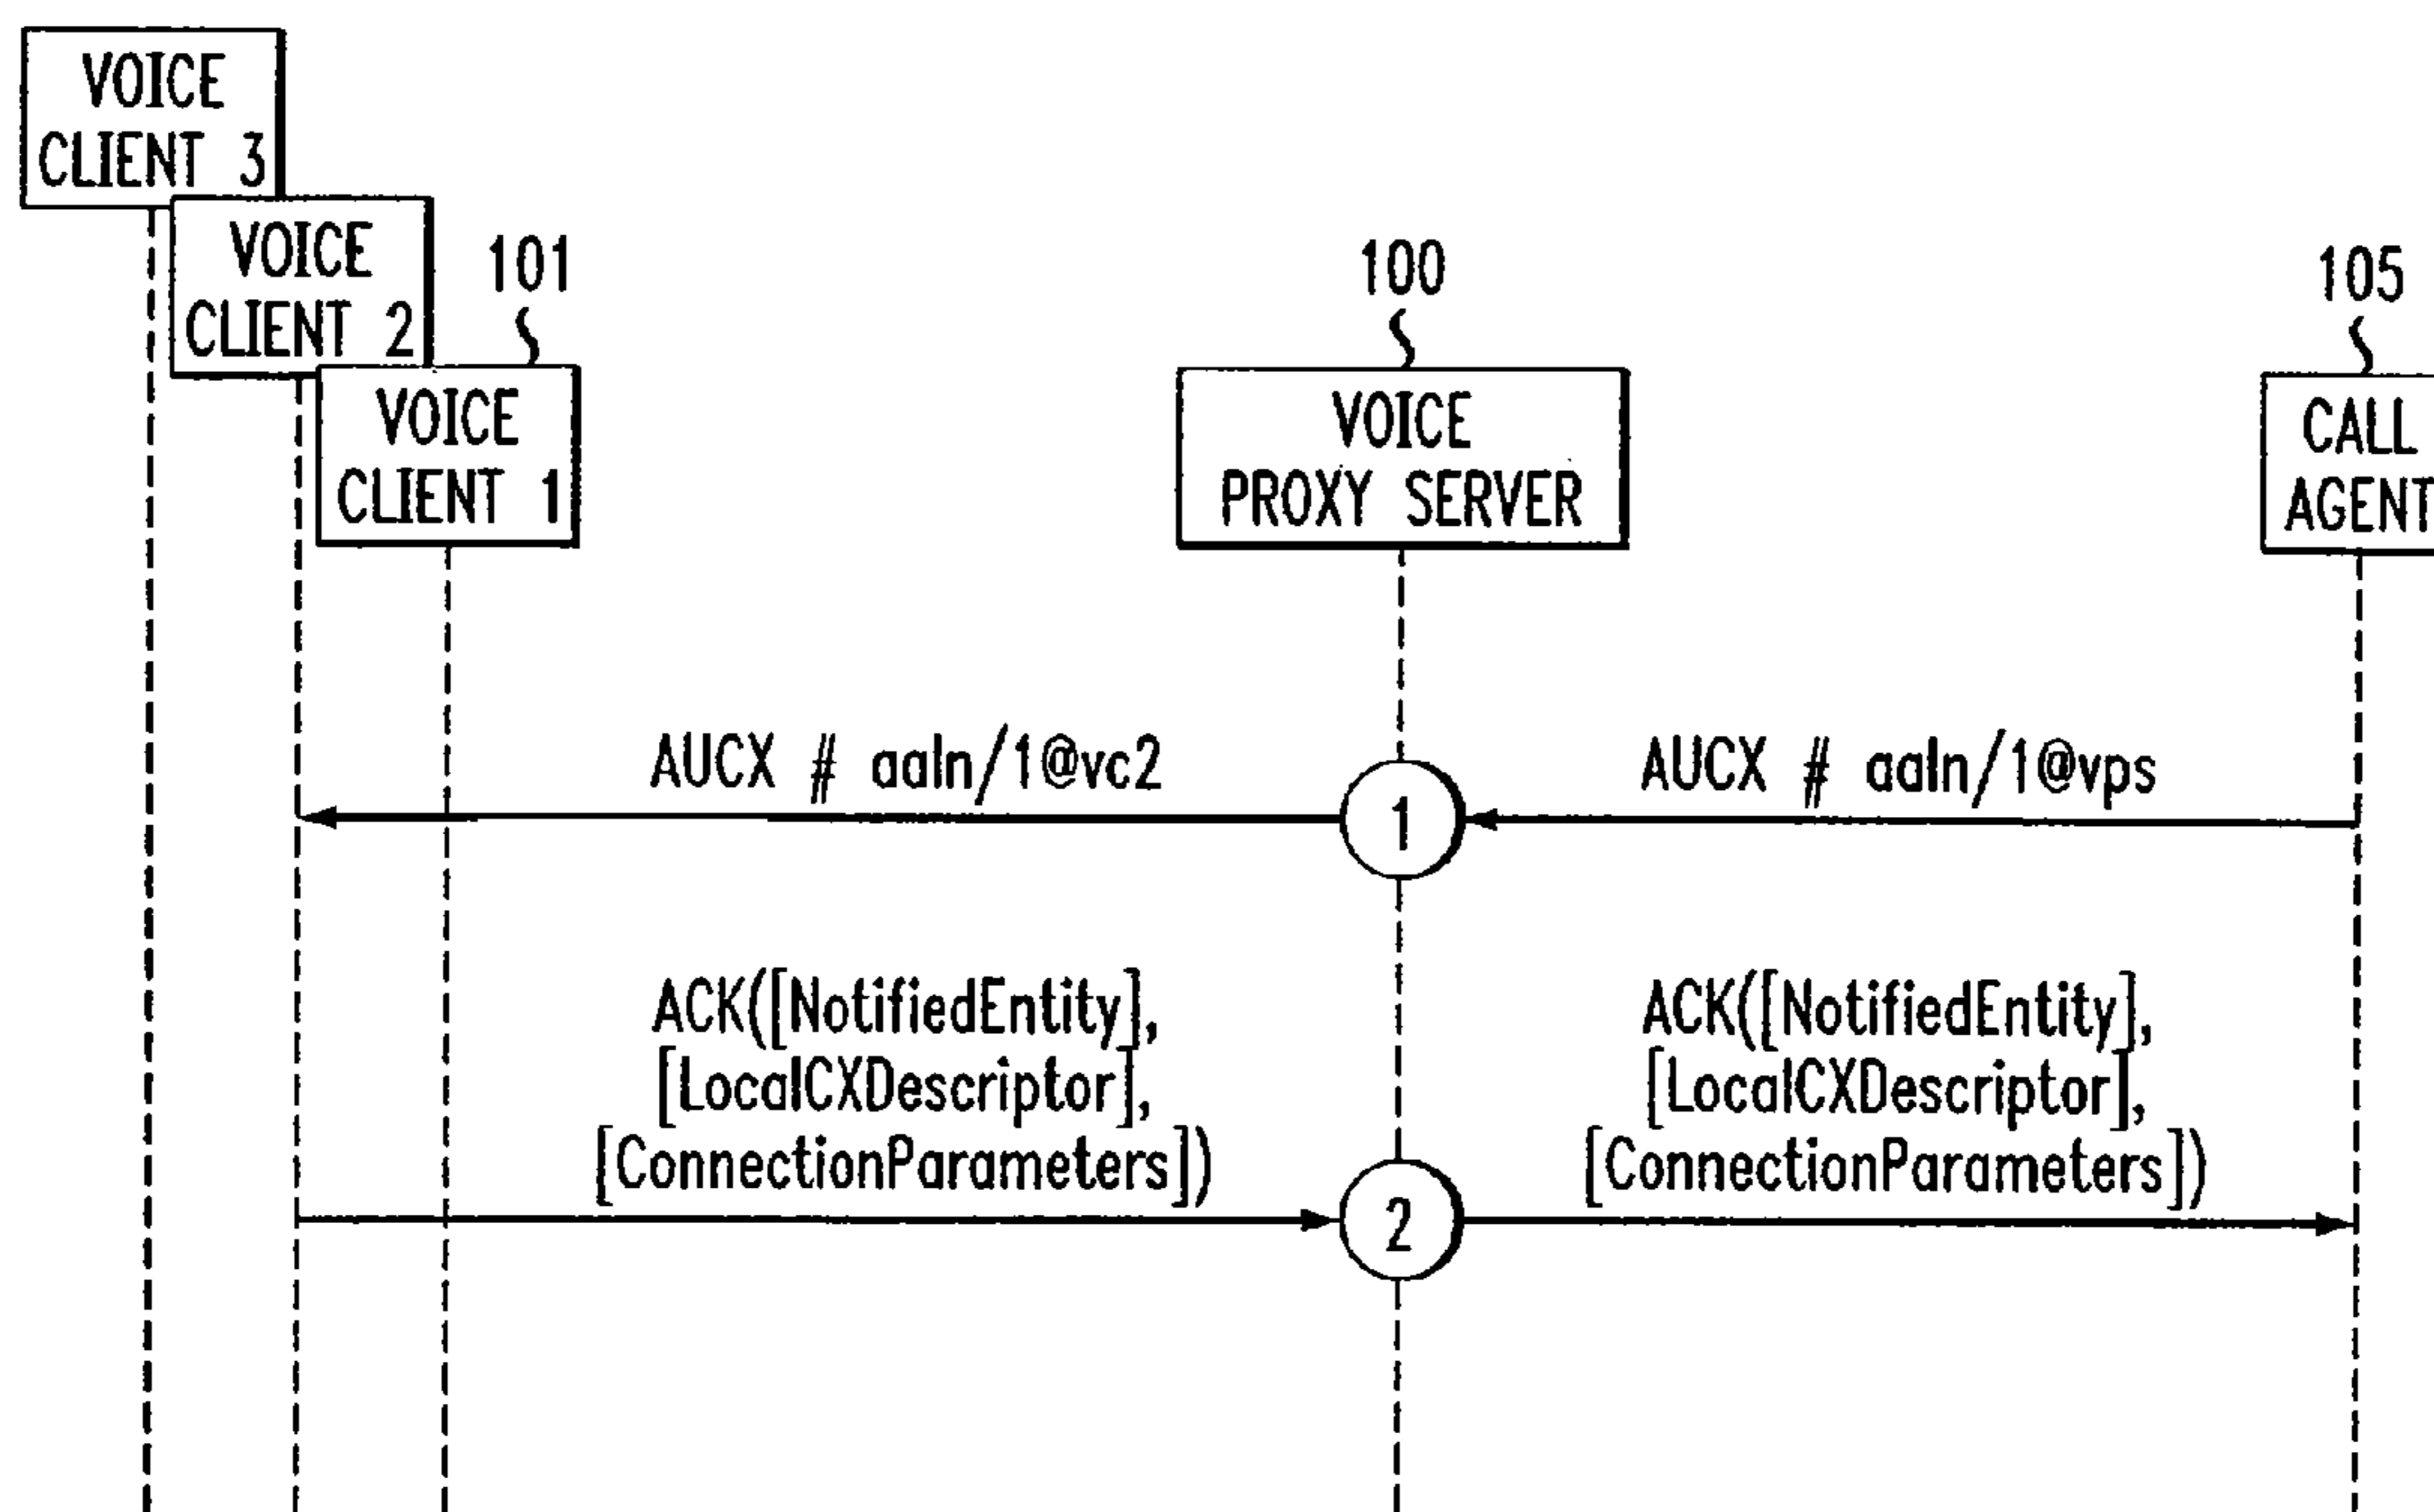 VOICE
CLIENT 3
VOICE
CLIENT 2
101
VOICE
CLIENT 1
100
VOICE
PROXY SERVER
105
CALL
AGENT
AUCX # aaln/1@vc2
AUCX # aaln/1@vps
1
ACK([NotifiedEntity],
[LocalCXDescriptor],
[ConnectionParameters])
ACK([NotifiedEntity],
[LocalCXDescriptor],
[ConnectionParameters])
2